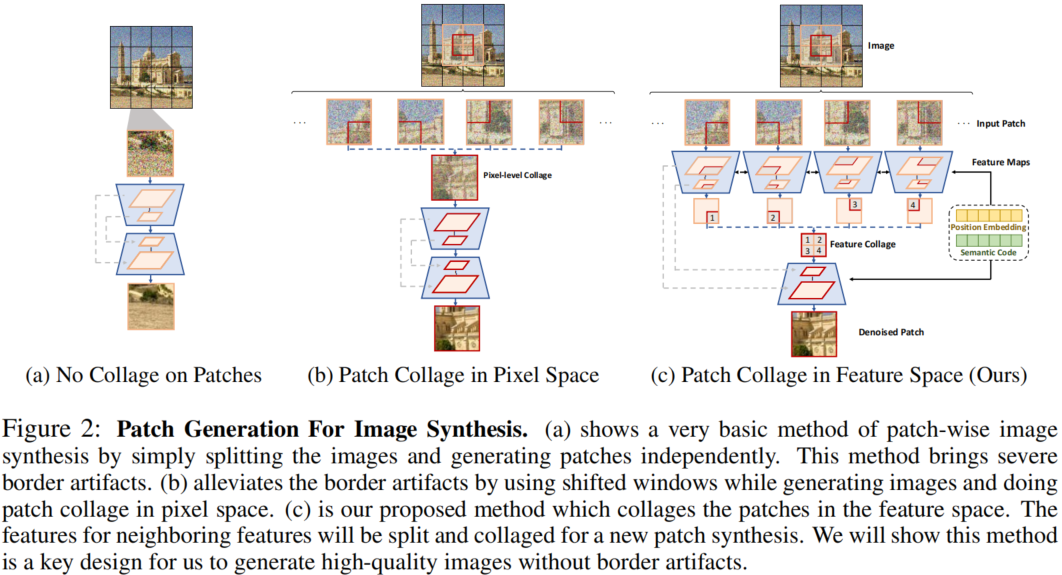 Image
· · ·
· · ·
· · ·
Input Patch
Pixel-level Collage
Feature Maps
1
2
3
4
Position Embedding
Semantic Code
1 2
3 4
Feature Collage
Denoised Patch
(a) No Collage on Patches
(b) Patch Collage in Pixel Space
(c) Patch Collage in Feature Space (Ours)
Figure 2: Patch Generation For Image Synthesis. (a) shows a very basic method of patch-wise image
synthesis by simply splitting the images and generating patches independently. This method brings severe
border artifacts. (b) alleviates the border artifacts by using shifted windows while generating images and doing
patch collage in pixel space. (c) is our proposed method which collages the patches in the feature space. The
features for neighboring features will be split and collaged for a new patch synthesis. We will show this method
is a key design for us to generate high-quality images without border artifacts.